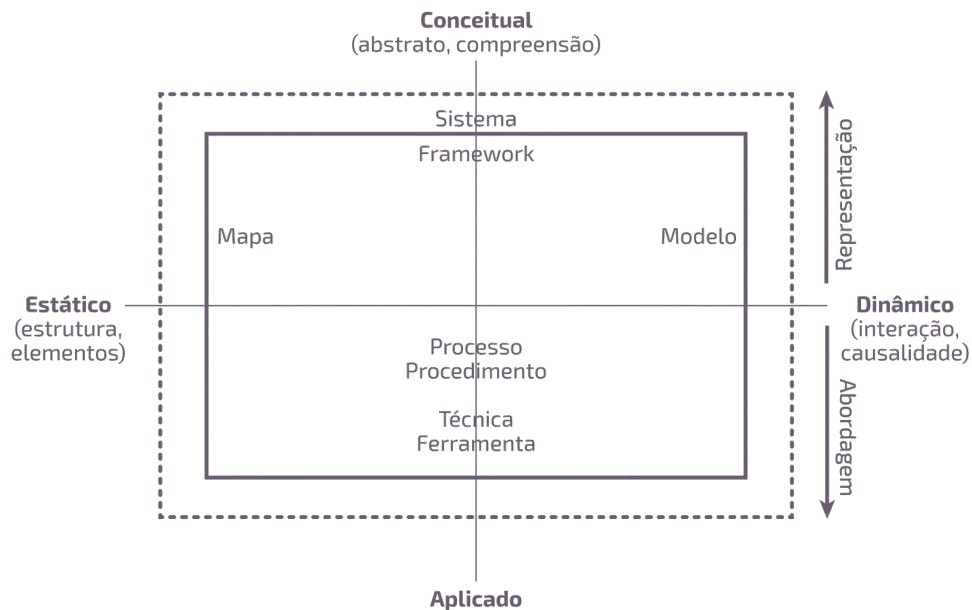 Conceitual
(abstrato, compreensão)
Sistema
Framework
Representação
Mapa
Modelo
Estático
(estrutura,
elementos)
Dinâmico
(interação,
causalidade)
Processo
Procedimento
Abordagem
Técnica
Ferramenta
Aplicado